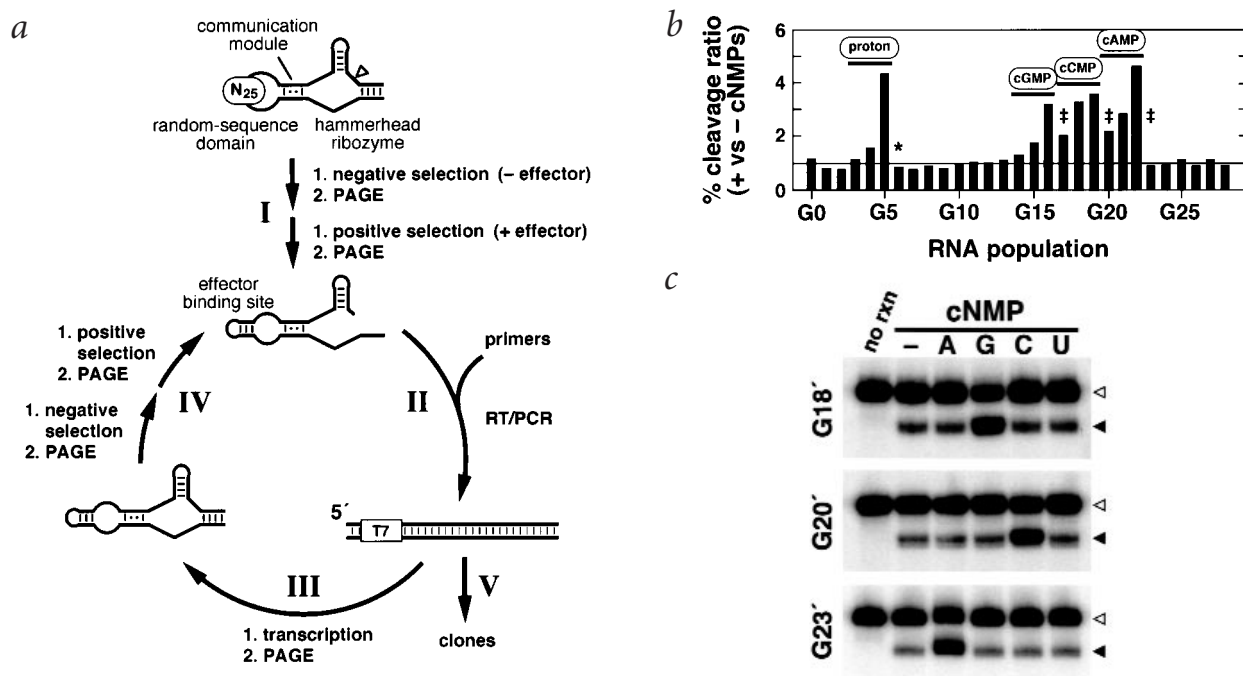 a
communication
module
N25
random-sequence
domain
hammerhead
ribozyme
I
1. negative selection (– effector)
2. PAGE
1. positive selection (+ effector)
2. PAGE
effector
binding site
1. positive
selection
2. PAGE
IV
1. negative
selection
2. PAGE
II
primers
RT/PCR
5´
T7
III
1. transcription
2. PAGE
V
clones
b
% cleavage ratio
(+ vs – cNMPs)
6
4
2
1
0
proton
*
cGMP
‡
cCMP
‡
cAMP
‡
G0
G5
G10
G15
G20
G25
RNA population
c
no rxn
cNMP
– A G C U
G18´
G20´
G23´